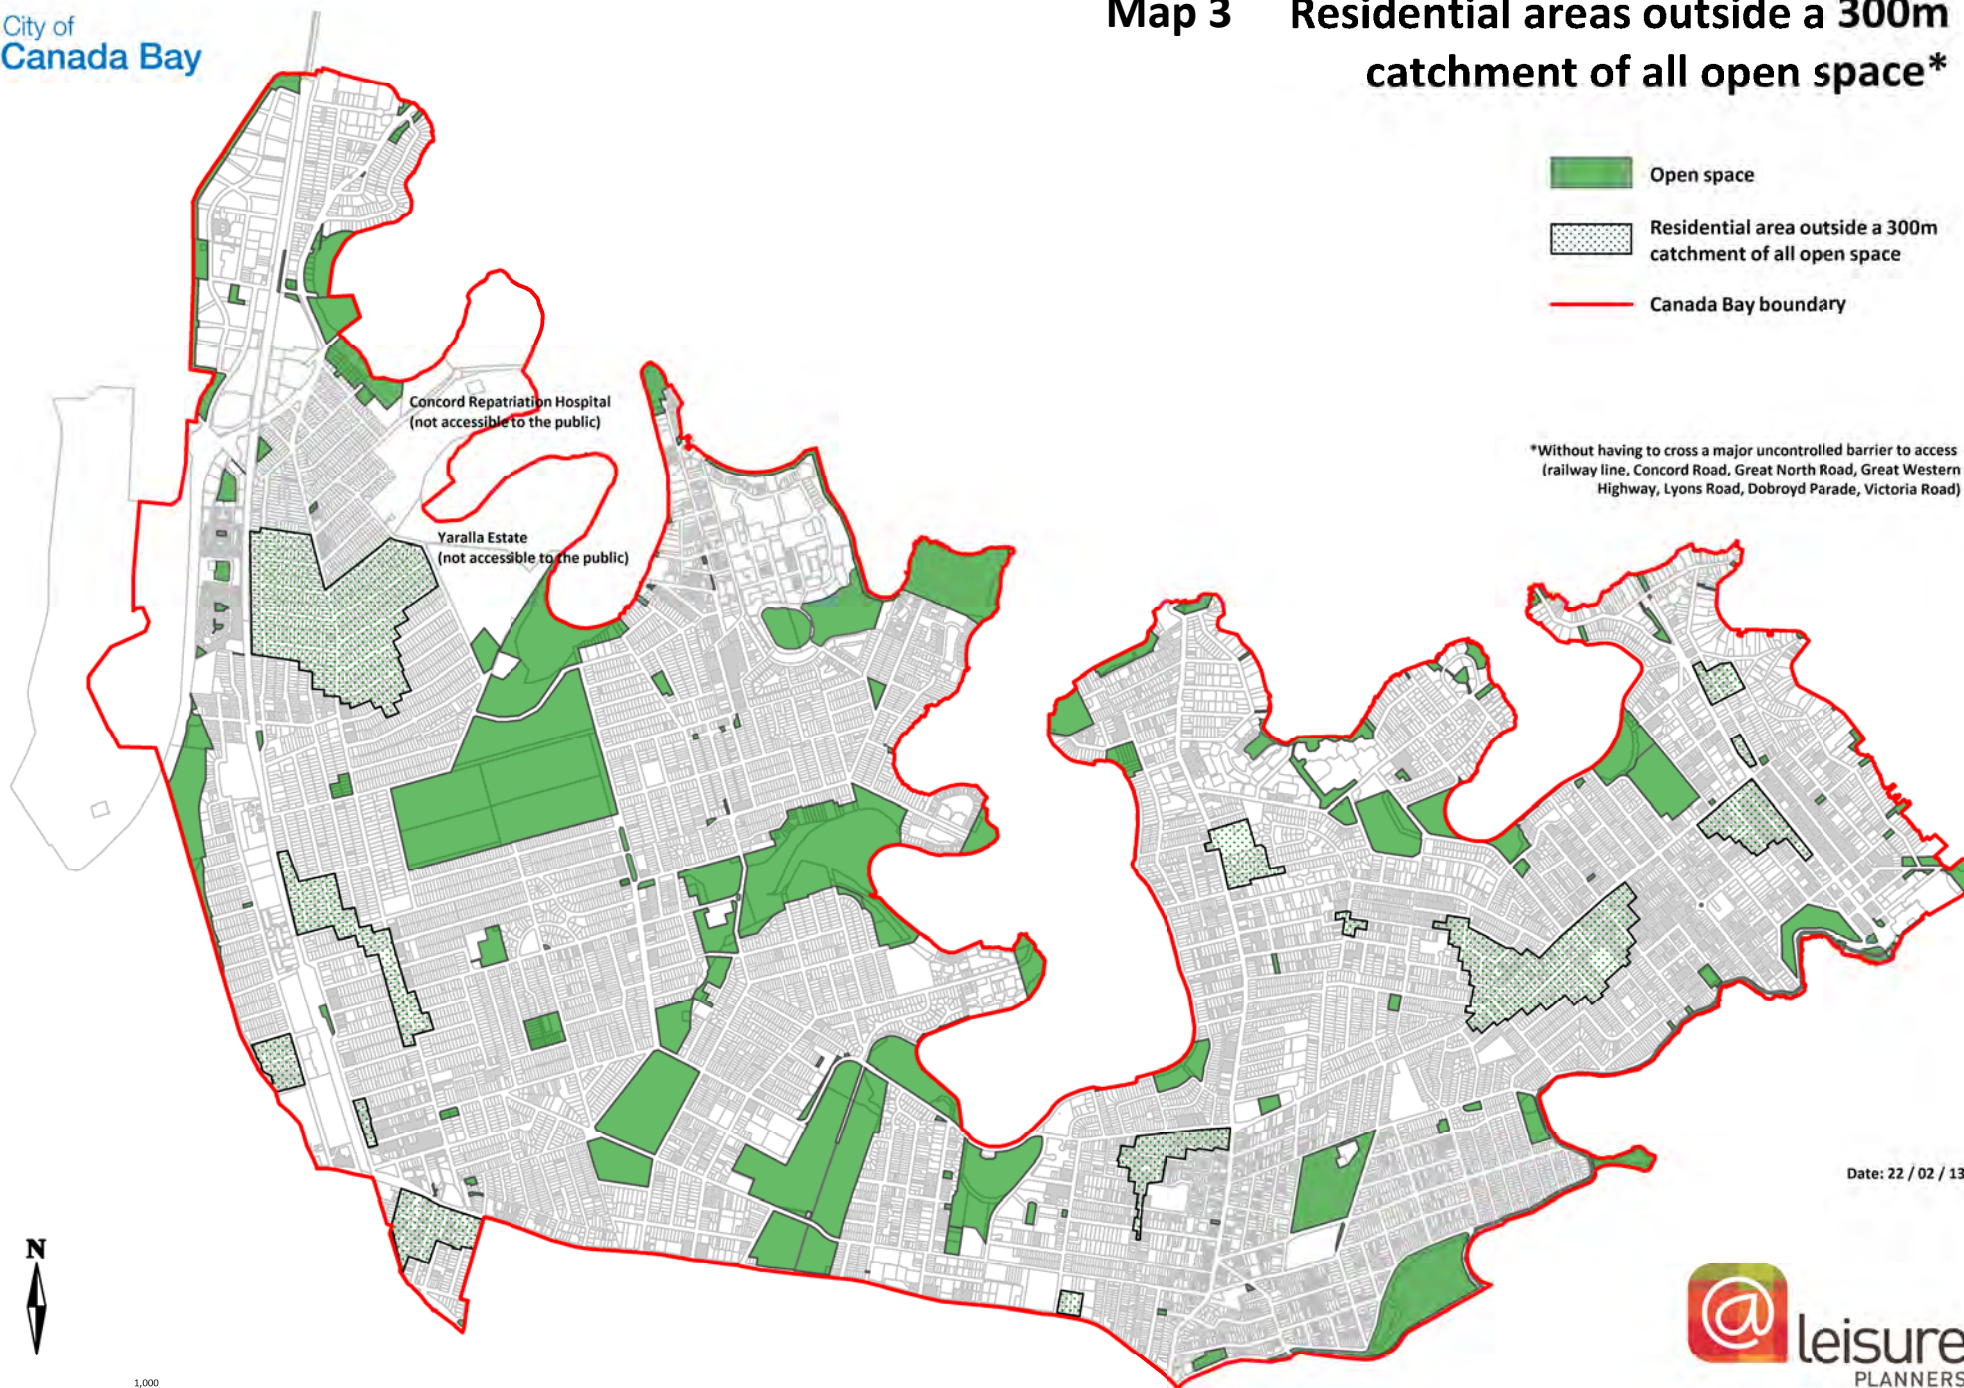 City of
Canada Bay
Map 3 Residential areas outside a 300m
catchment of all open space*
Open space
Residential area outside a 300m
catchment of all open space
Canada Bay boundary
Concord Repatriation Hospital
(not accessible to the public)
*Without having to cross a major uncontrolled barrier to access
(railway line, Concord Road, Great North Road, Great Western
Highway, Lyons Road, Dobroyd Parade, Victoria Road)
Yaralla Estate
(not accessible to the public)
Date: 22 / 02 / 13
N
@leisure
PLANNERS
1,000